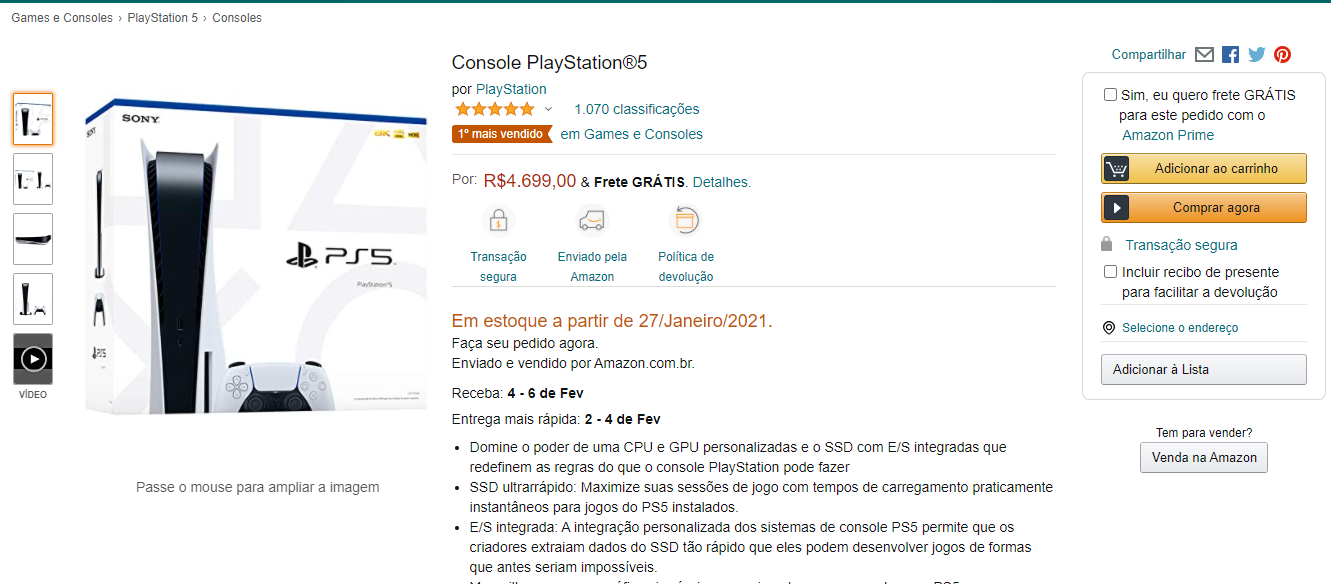 Games e Consoles › PlayStation 5 › Consoles
Console PlayStation®5
por PlayStation
1.070 classificações
1º mais vendido em Games e Consoles
Por: R$4.699,00 & Frete GRÁTIS. Detalhes.
Transação segura
Enviado pela Amazon
Política de devolução
Em estoque a partir de 27/Janeiro/2021.
Faça seu pedido agora.
Enviado e vendido por Amazon.com.br.
Receba: 4 - 6 de Fev
Entrega mais rápida: 2 - 4 de Fev
• Domine o poder de uma CPU e GPU personalizadas e o SSD com E/S integradas que
redefinem as regras do que o console PlayStation pode fazer
• SSD ultrarrápido: Maximize suas sessões de jogo com tempos de carregamento praticamente
instantâneos para jogos do PS5 instalados.
• E/S integrada: A integração personalizada dos sistemas de console PS5 permite que os
criadores extraiam dados do SSD tão rápido que eles podem desenvolver jogos de formas
que antes seriam impossíveis.
SONY
SONY
4K
HDR
PS5
PlayStation®5
PS5
VÍDEO
Passe o mouse para ampliar a imagem
Compartilhar
Sim, eu quero frete GRÁTIS
para este pedido com o
Amazon Prime
Adicionar ao carrinho
Comprar agora
Transação segura
Incluir recibo de presente
para facilitar a devolução
Selecione o endereço
Adicionar à Lista
Tem para vender?
Venda na Amazon